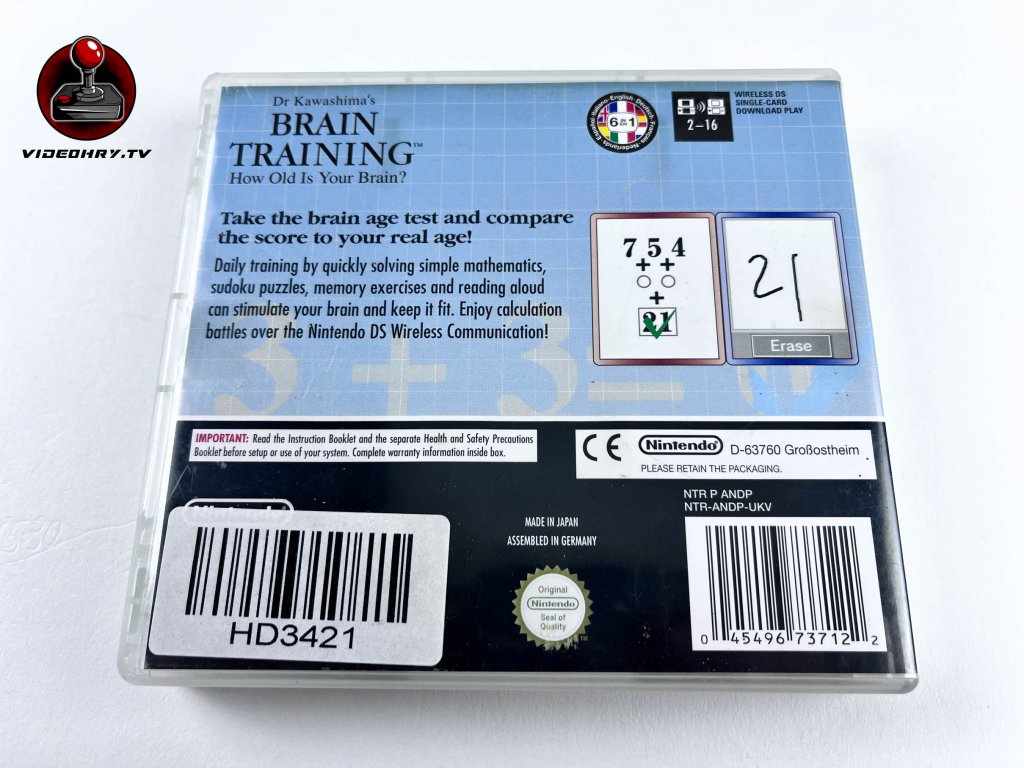 VIDEOHRY.TV
Dr Kawashima's
BRAIN
TRAINING™
How Old Is Your Brain?
English, Deutsch, Français, Nederlands, Español, Italiano
6 IN EN 1
2-16
WIRELESS DS
SINGLE-CARD
DOWNLOAD PLAY
Take the brain age test and compare
the score to your real age!
Daily training by quickly solving simple mathematics,
sudoku puzzles, memory exercises and reading aloud
can stimulate your brain and keep it fit. Enjoy calculation
battles over the Nintendo DS Wireless Communication!
7 5 4
+ +
+
21
21
Erase
3 + 3 =
IMPORTANT: Read the Instruction Booklet and the separate Health and Safety Precautions
Booklet before setup or use of your system. Complete warranty information inside box.
CE Nintendo® D-63760 Großostheim
PLEASE RETAIN THE PACKAGING.
NTR P ANDP
NTR-ANDP-UKV
Nintendo®
MADE IN JAPAN
ASSEMBLED IN GERMANY
HD3421
Original
Nintendo®
Seal of
Quality
TM
0 45496 73712 2